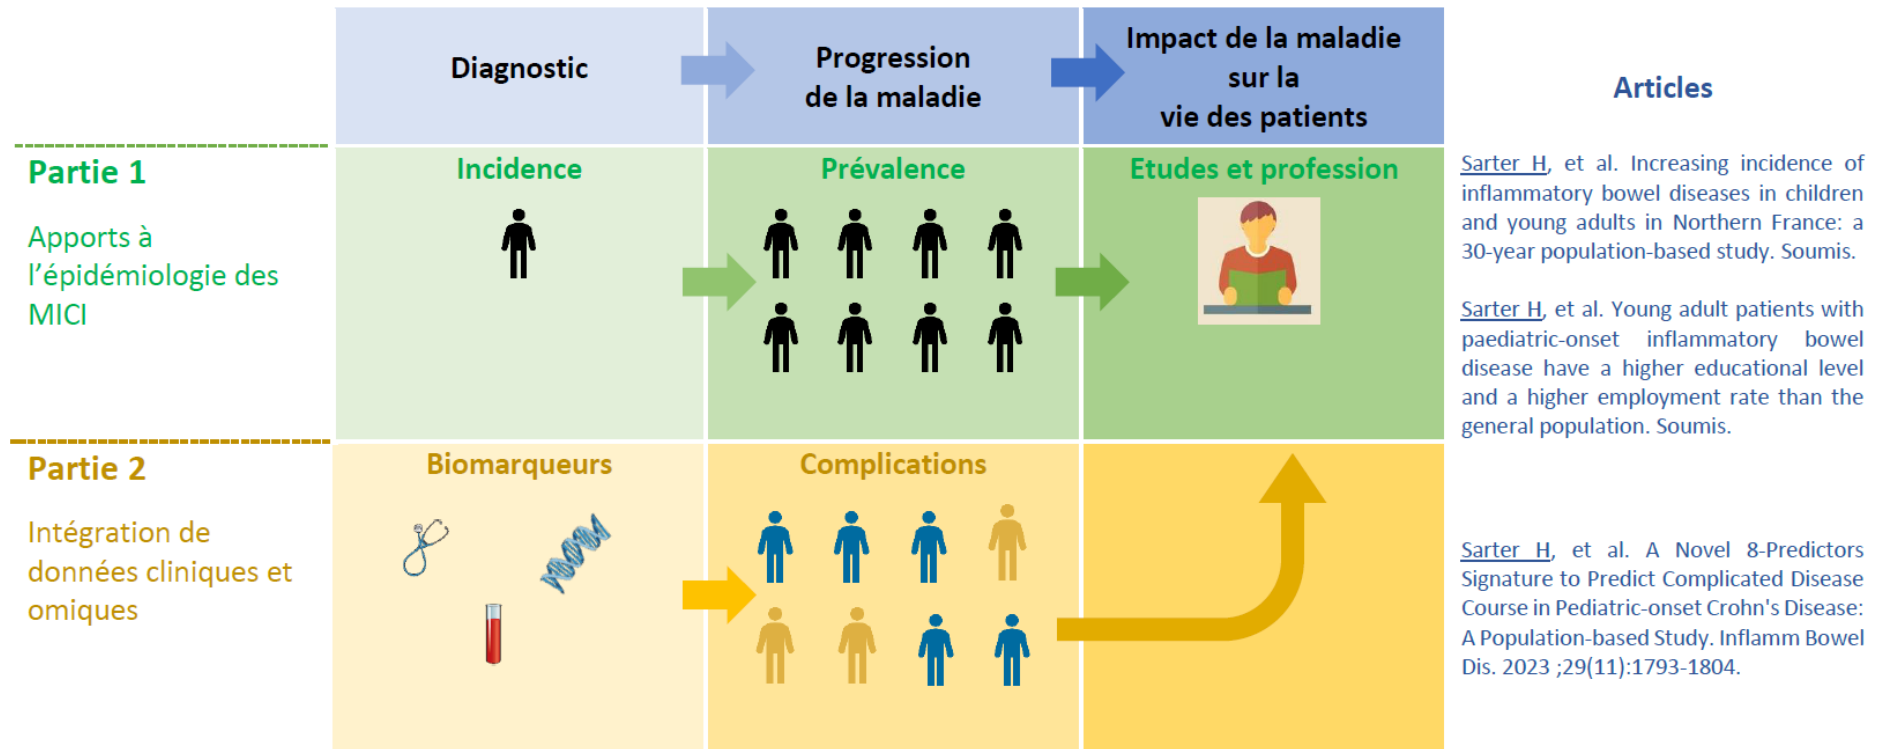 Diagnostic
Progression
de la maladie
Impact de la maladie
sur la
vie des patients
Articles
Partie 1
Apports à
l’épidémiologie des
MICI
Incidence
Prévalence
Etudes et profession
Sarter H, et al. Increasing incidence of
inflammatory bowel diseases in children
and young adults in Northern France: a
30-year population-based study. Soumis.
Sarter H, et al. Young adult patients with
paediatric-onset inflammatory bowel
disease have a higher educational level
and a higher employment rate than the
general population. Soumis.
Partie 2
Intégration de
données cliniques et
omiques
Biomarqueurs
Complications
Sarter H, et al. A Novel 8-Predictors
Signature to Predict Complicated Disease
Course in Pediatric-onset Crohn's Disease:
A Population-based Study. Inflamm Bowel
Dis. 2023 ;29(11):1793-1804.